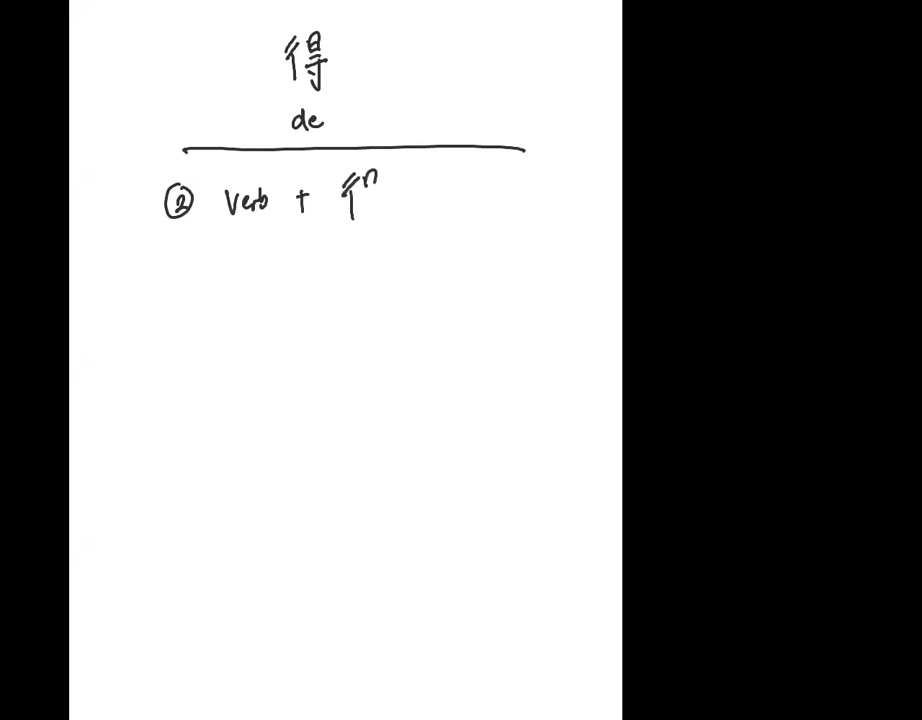 得
de
② Verb +